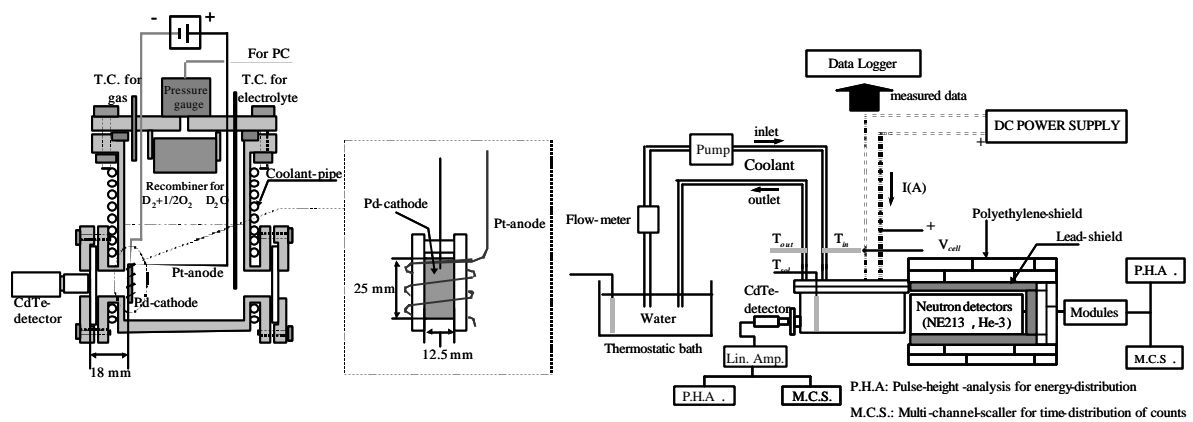 - +
For PC
T.C. for
gas
Pressure
gauge
T.C. for
electrolyte
Recombiner for
D2+1/2O2 D2O
Coolant-pipe
Pt-anode
Pd-cathode
CdTe-
detector
18 mm
Pd-cathode
Pt-anode
25 mm
12.5 mm
Data Logger
measured data
DC POWER SUPPLY
+
Pump
inlet
Coolant
outlet
I(A)
Flow-meter
Polyethylene-shield
Lead-shield
Tout
Tin
+
Vcell
Tsol
CdTe-
detector
Water
Thermostatic bath
Neutron detectors
(NE213 , He-3)
Modules
P.H.A .
M.C.S .
Lin. Amp.
P.H.A .
M.C.S.
P.H.A: Pulse-height -analysis for energy-distribution
M.C.S.: Multi-channel-scaller for time-distribution of counts